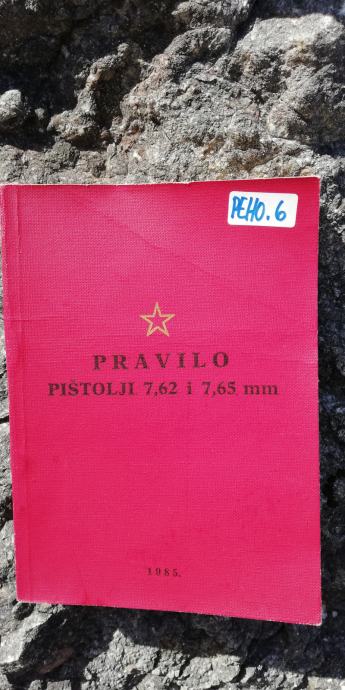 PEHO.6
PRAVILO
PIŠTOLJI 7,62 i 7,65 mm
1985.